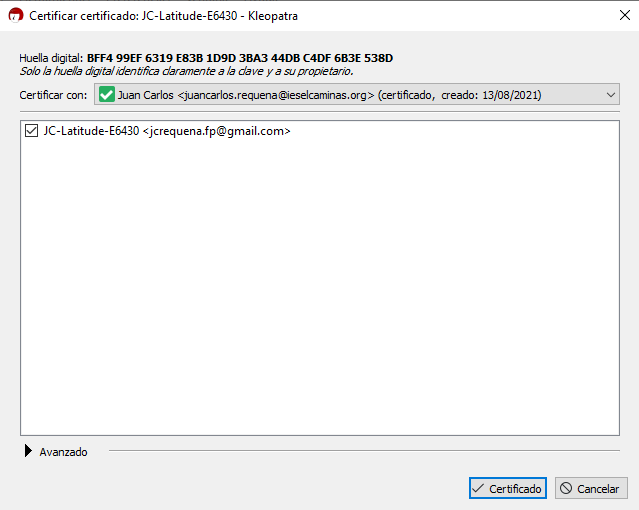 Certificar certificado: JC-Latitude-E6430 - Kleopatra
Huella digital: BFF4 99EF 6319 E83B 1D9D 3BA3 44DB C4DF 6B3E 538D
Solo la huella digital identifica claramente a la clave y a su propietario.
Certificar con: Juan Carlos <juancarlos.requena@ieselcaminas.org> (certificado, creado: 13/08/2021)
JC-Latitude-E6430 <jcrequena.fp@gmail.com>
Avanzado
Certificado Cancelar